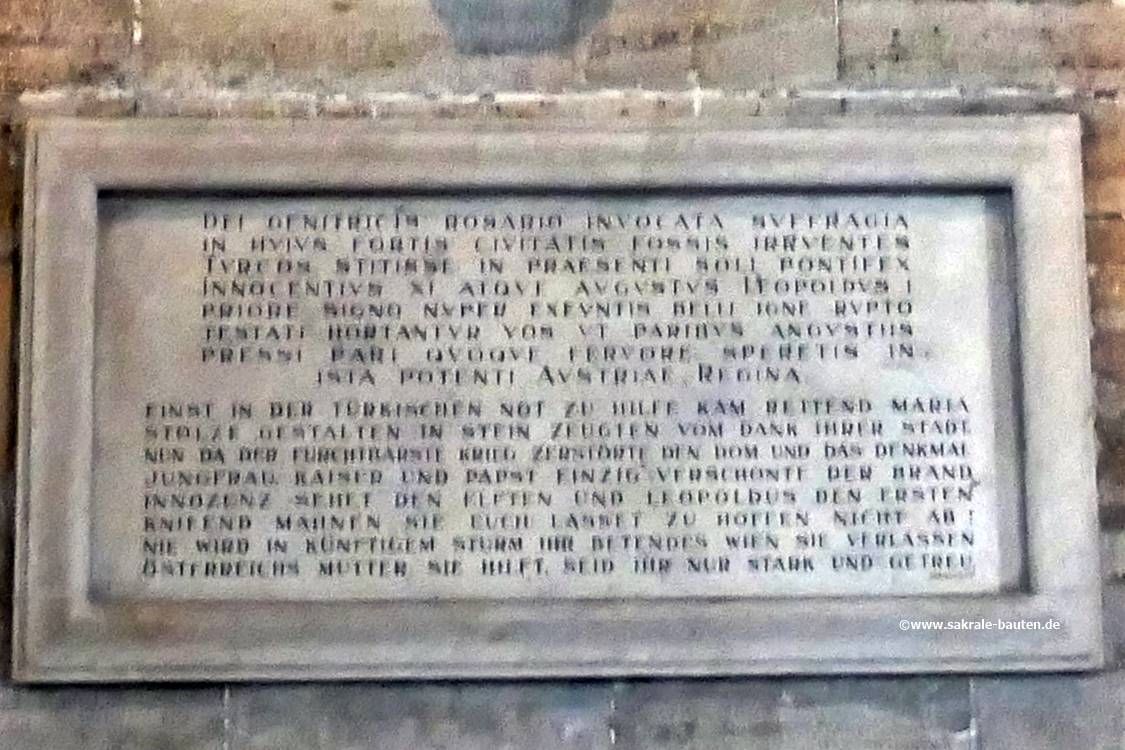 DEI GENITRICIS ROSARIO INVOCATA SVFFRAGIA
IN HVIVS FORTIS CIVITATIS FOSSIS IRRVENTES
TVRCOS STITISSE IN PRAESENTI SOLI PONTIFEX
INNOCENTIVS XI ATQVE AVGVSTVS LEOPOLDVS I
PRIORE SIGNO NVPER EXEVNTIS BELLI IGNE RVPTO
TESTATI HORTANTVR VOS VT PARIBVS ANGVSTIIS
PRESSI PARI QVOQVE FERVORE SPERETIS IN
ISTA POTENTI AVSTRIAE REGINA
EINST IN DER TÜRKISCHEN NOT ZU HILFE KAM RETTEND MARIA
STOLZE GESTALTEN IN STEIN ZEUGTEN VOM DANK IHRER STADT
NUN DA DER FURCHTBARSTE KRIEG ZERSTÖRTE DEN DOM UND DAS DENKMAL
JUNGFRAU, KAISER UND PAPST EINZIG VERSCHONTE DER BRAND
INNOZENZ SEHET DEN ELFTEN UND LEOPOLDUS DEN ERSTEN
KNIEEND MAHNEN SIE EUCH LASSET ZU HOFFEN NICHT AB!
NIE WIRD IN KÜNFTIGEM STURM IHR BETENDES WIEN SIE VERLASSEN
ÖSTERREICHS MUTTER SIE HILFT, SEID IHR NUR STARK UND GETREU
©www.sakrale-bauten.de